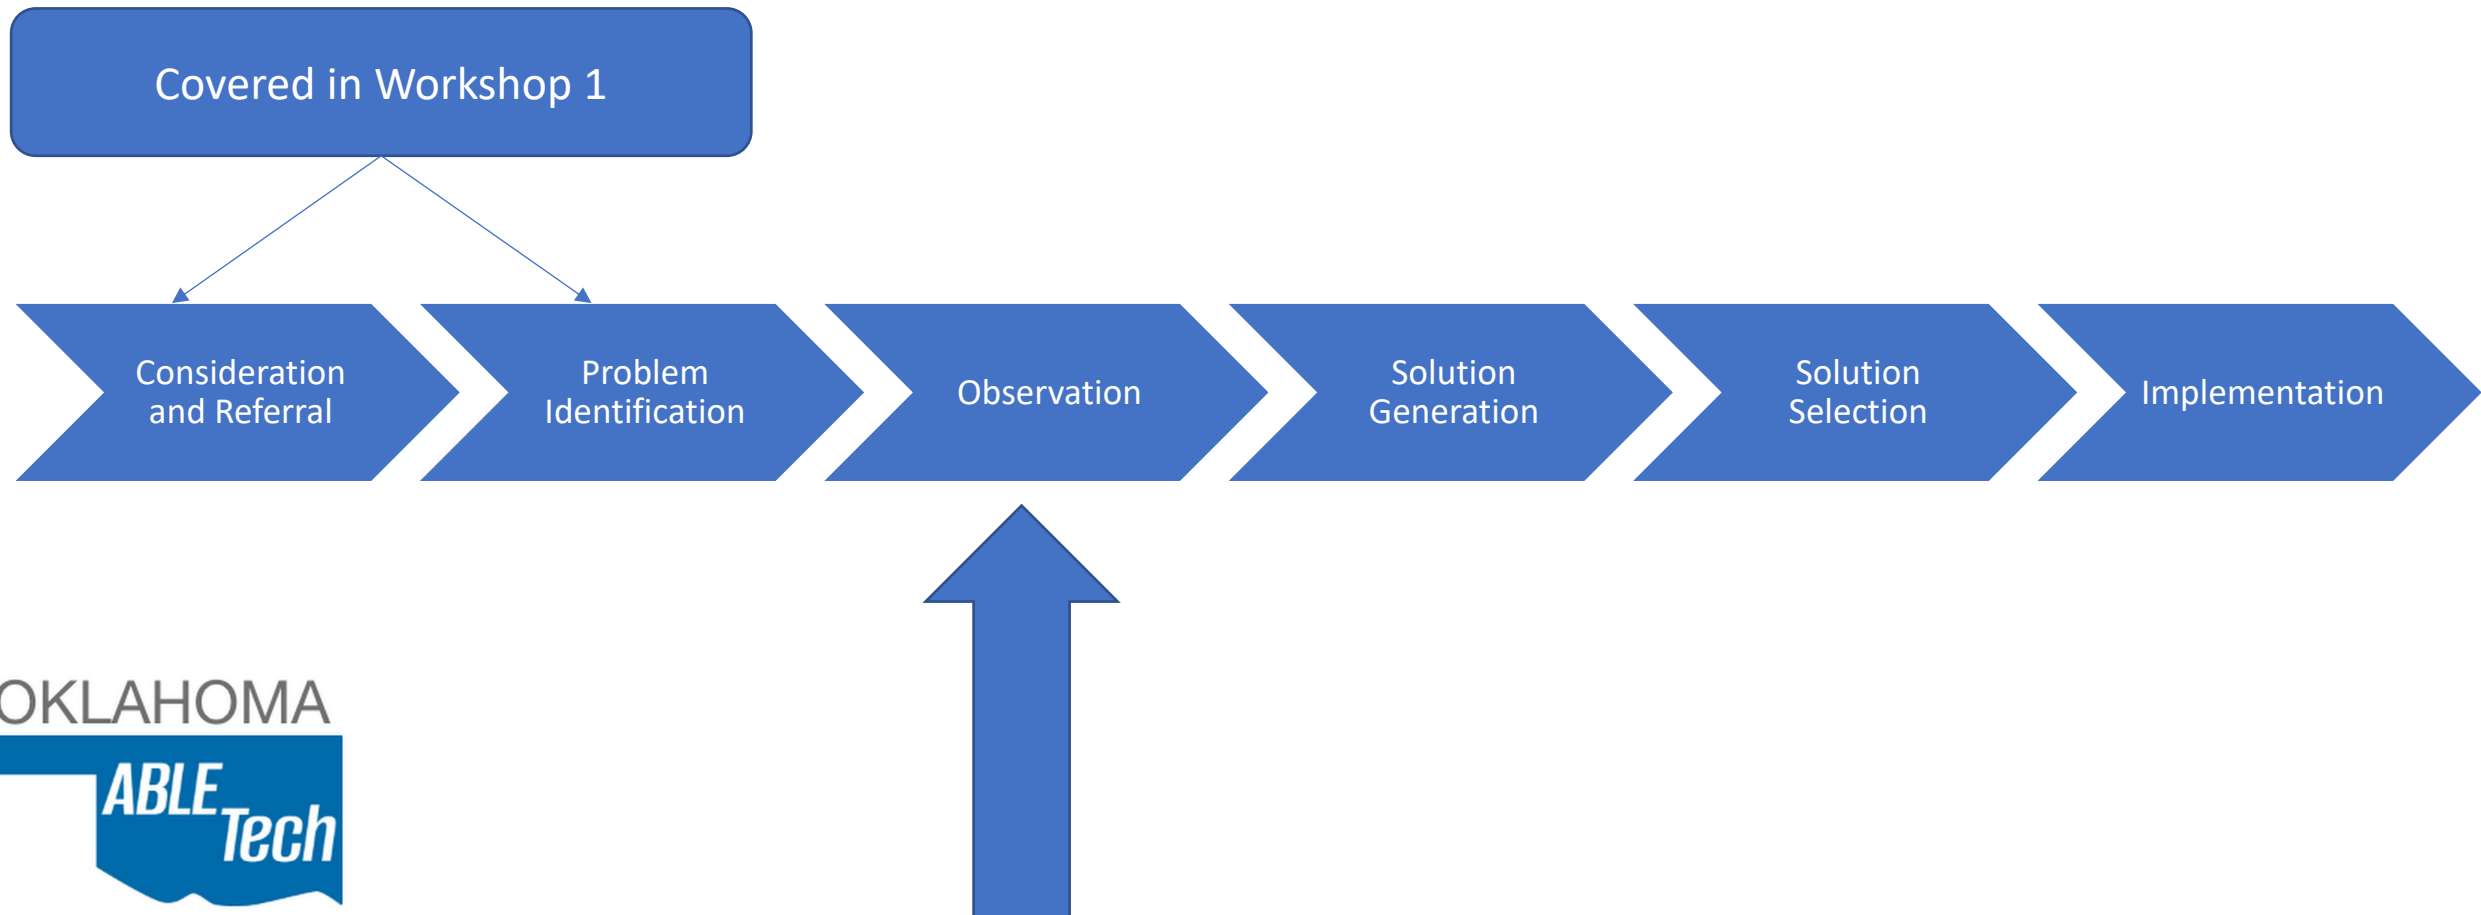 Covered in Workshop 1
Consideration
and Referral
Problem
Identification
Observation
Solution
Generation
Solution
Selection
Implementation
OKLAHOMA
ABLE
Tech